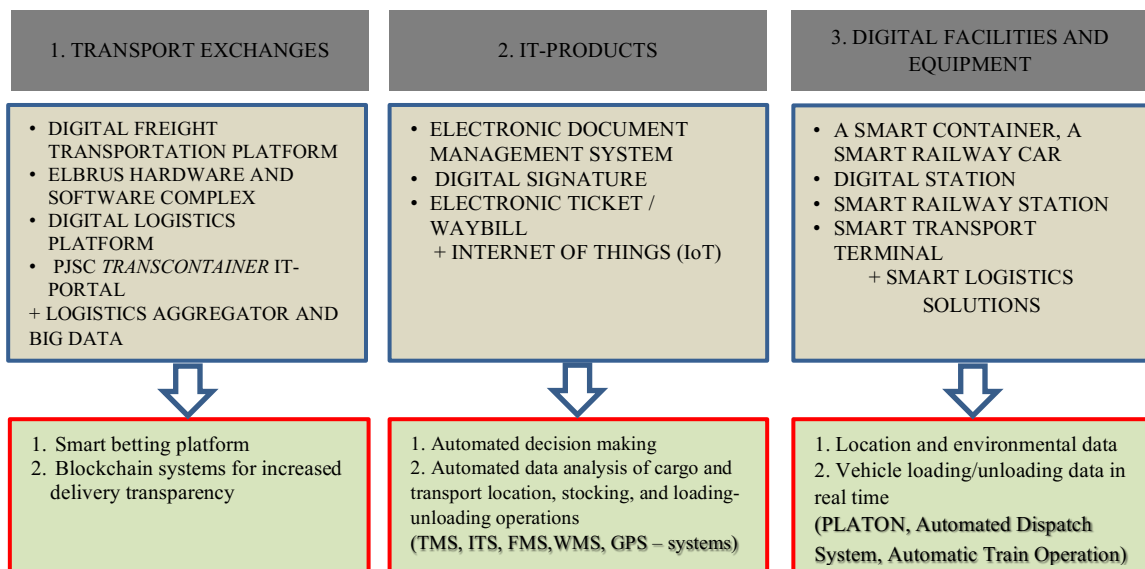 1. TRANSPORT EXCHANGES
• DIGITAL FREIGHT
TRANSPORTATION PLATFORM
• ELBRUS HARDWARE AND
SOFTWARE COMPLEX
• DIGITAL LOGISTICS
PLATFORM
• PJSC TRANSCONTAINER IT-
PORTAL
+ LOGISTICS AGGREGATOR AND
BIG DATA
1. Smart betting platform
2. Blockchain systems for increased
delivery transparency
2. IT-PRODUCTS
• ELECTRONIC DOCUMENT
MANAGEMENT SYSTEM
• DIGITAL SIGNATURE
• ELECTRONIC TICKET /
WAYBILL
+ INTERNET OF THINGS (IoT)
1. Automated decision making
2. Automated data analysis of cargo and
transport location, stocking, and loading-
unloading operations
(TMS, ITS, FMS,WMS, GPS – systems)
3. DIGITAL FACILITIES AND
EQUIPMENT
• A SMART CONTAINER, A
SMART RAILWAY CAR
• DIGITAL STATION
• SMART RAILWAY STATION
• SMART TRANSPORT
TERMINAL
+ SMART LOGISTICS
SOLUTIONS
1. Location and environmental data
2. Vehicle loading/unloading data in
real time
(PLATON, Automated Dispatch
System, Automatic Train Operation)